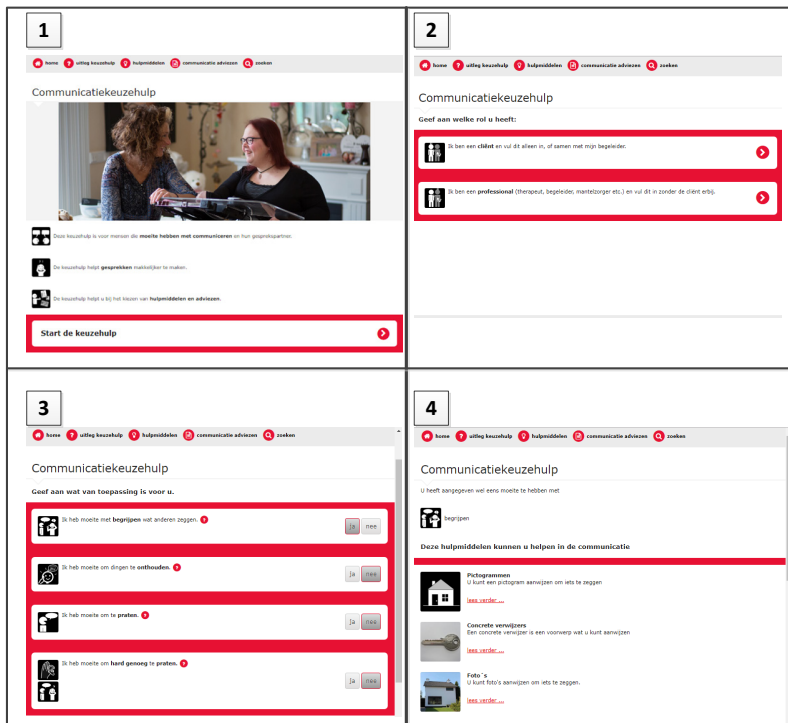 1
home uitleg keuzehulp hulpmiddelen communicatie adviezen zoeken
Communicatiekeuzehulp
Deze keuzehulp is voor mensen die moeite hebben met communiceren en hun gesprekspartner.
De keuzehulp helpt gesprekken makkelijker te maken.
De keuzehulp helpt u bij het kiezen van hulpmiddelen en adviezen.
Start de keuzehulp
2
home uitleg keuzehulp hulpmiddelen communicatie adviezen zoeken
Communicatiekeuzehulp
Geef aan welke rol u heeft:
Ik ben een cliënt en vul dit alleen in, of samen met mijn begeleider.
Ik ben een professional (therapeut, begeleider, mantelzorger etc.) en vul dit in zonder de cliënt erbij.
3
home uitleg keuzehulp hulpmiddelen communicatie adviezen zoeken
Communicatiekeuzehulp
Geef aan wat van toepassing is voor u.
Ik heb moeite met begrijpen wat anderen zeggen. ? ja nee
Ik heb moeite om dingen te onthouden. ? ja nee
Ik heb moeite om te praten. ? ja nee
Ik heb moeite om hard genoeg te praten. ? ja nee
4
home uitleg keuzehulp hulpmiddelen communicatie adviezen zoeken
Communicatiekeuzehulp
U heeft aangegeven wel eens moeite te hebben met
begrijpen
Deze hulpmiddelen kunnen u helpen in de communicatie
Pictogrammen
U kunt een pictogram aanwijzen om iets te zeggen
lees verder ...
Concrete verwijzers
Een concrete verwijzer is een voorwerp wat u kunt aanwijzen
lees verder ...
Foto`s
U kunt foto's aanwijzen om iets te zeggen.
lees verder ...